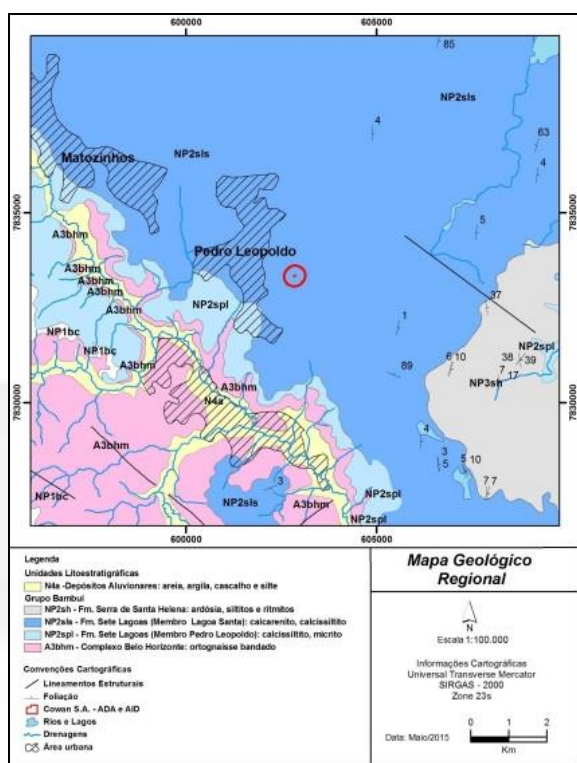 600000 605000
85
NP2sls
4
NP2sls
63
Matozinhos
4
7835000 7835000
5
A3bhm
Pedro Leopoldo
A3bhm
A3bhm
A3bhm
NP2spl
37
A3bhm
NP1bc
1
NP2spl
NP1bc
6 10
38
39
A3bhm
89
7
17
A3bhm
NP3sh
7830000 7830000
N4a
A3bhm
4
3
5
5 10
NP1bc
NP2sls
3
NP2spl
7 7
A3bhm
NP2spl
600000 605000
Legenda
Unidades Litoestratigráficas
N4a -Depósitos Aluvionares: areia, argila, cascalho e silte
Grupo Bambuí
NP2sh - Fm. Serra de Santa Helena: ardósia, siltitos e ritmitos
NP2sls - Fm. Sete Lagoas (Membro Lagoa Santa): calcarenito, calcissiltito
NP2spl - Fm. Sete Lagoas (Membro Pedro Leopoldo): calcissiltito, micrito
A3bhm - Complexo Belo Horizonte: ortognaisse bandado
Convenções Cartográficas
Lineamentos Estruturais
Foliação
Cowan S.A. - ADA e AID
Rios e Lagos
Drenagens
Área urbana
Mapa Geológico
Regional
N
Escala 1:100.000
Informações Cartográficas
Universal Transverse Mercator
SIRGAS - 2000
Zone 23s
Data: Maio/2015
0 1 2
Km